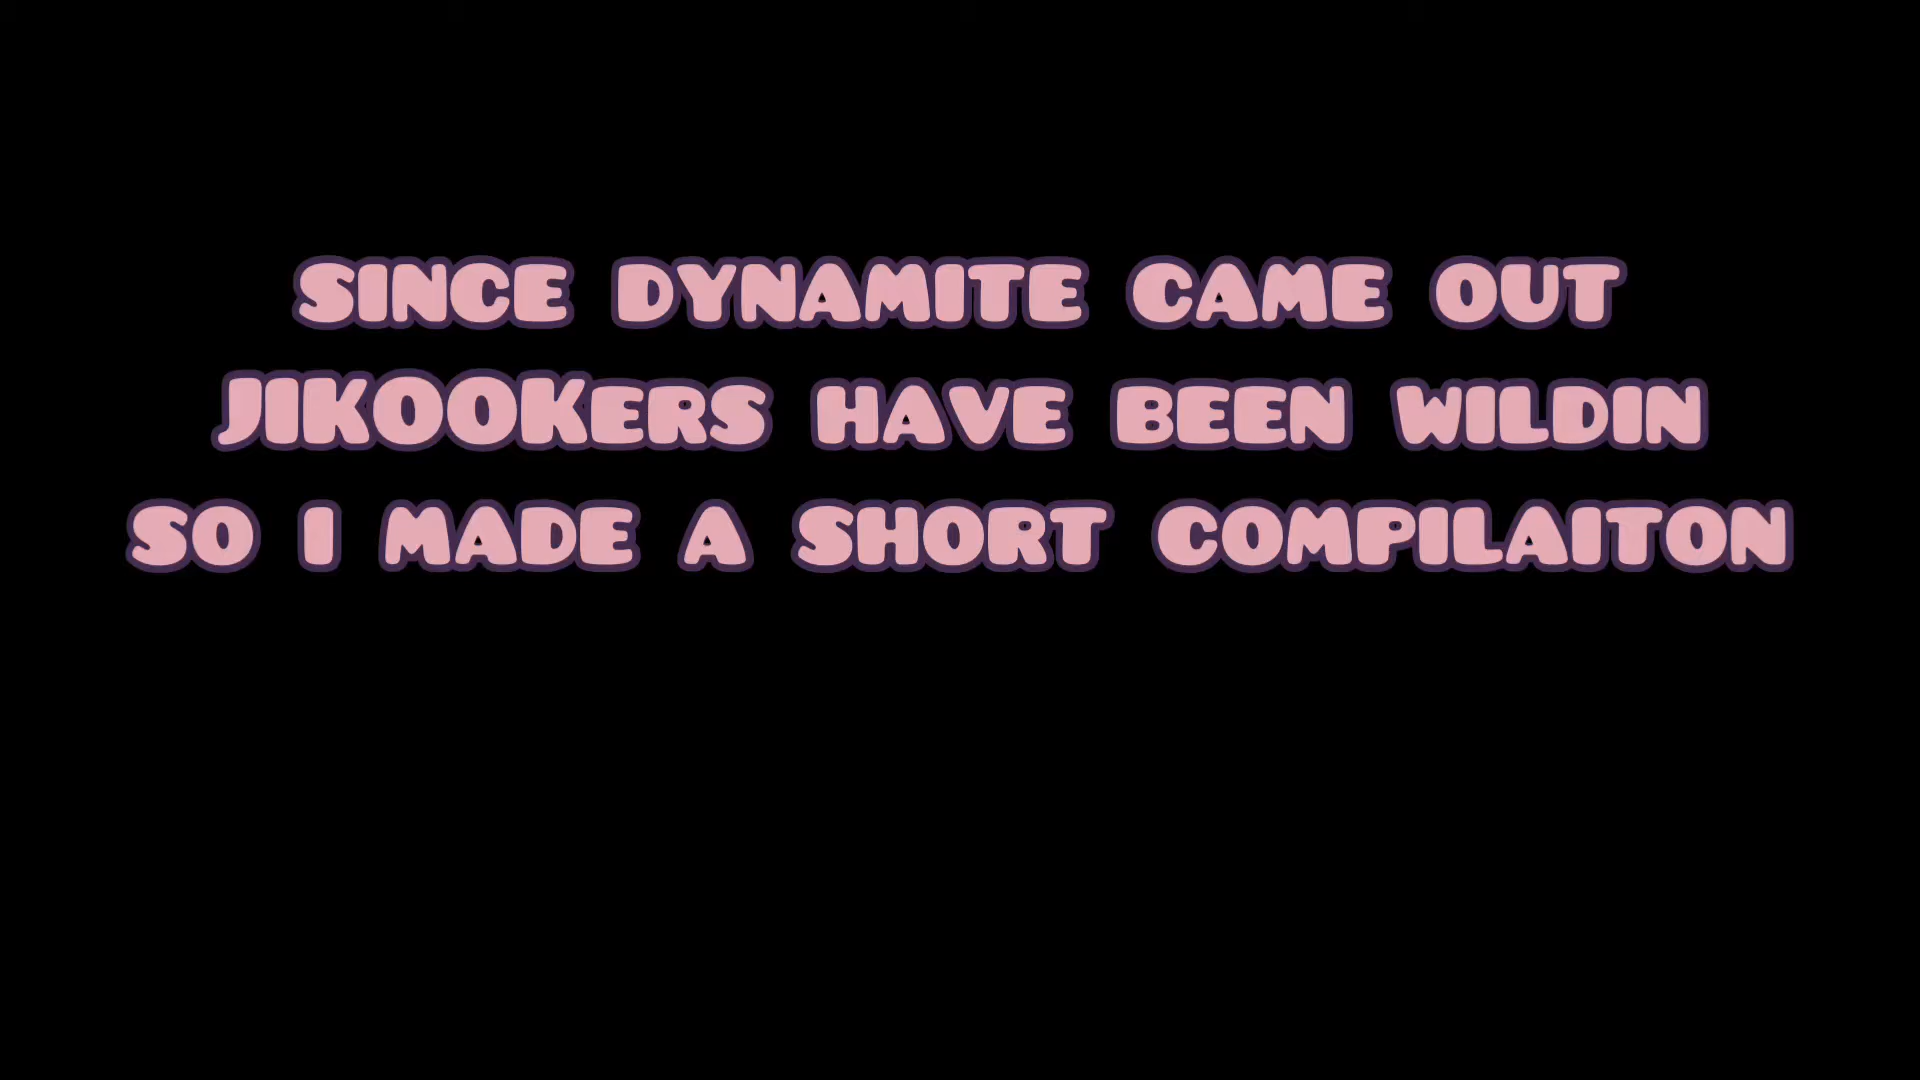 SINCE DYNAMITE CAME OUT
JIKOOKERS HAVE BEEN WILDIN
SO I MADE A SHORT COMPILAITON